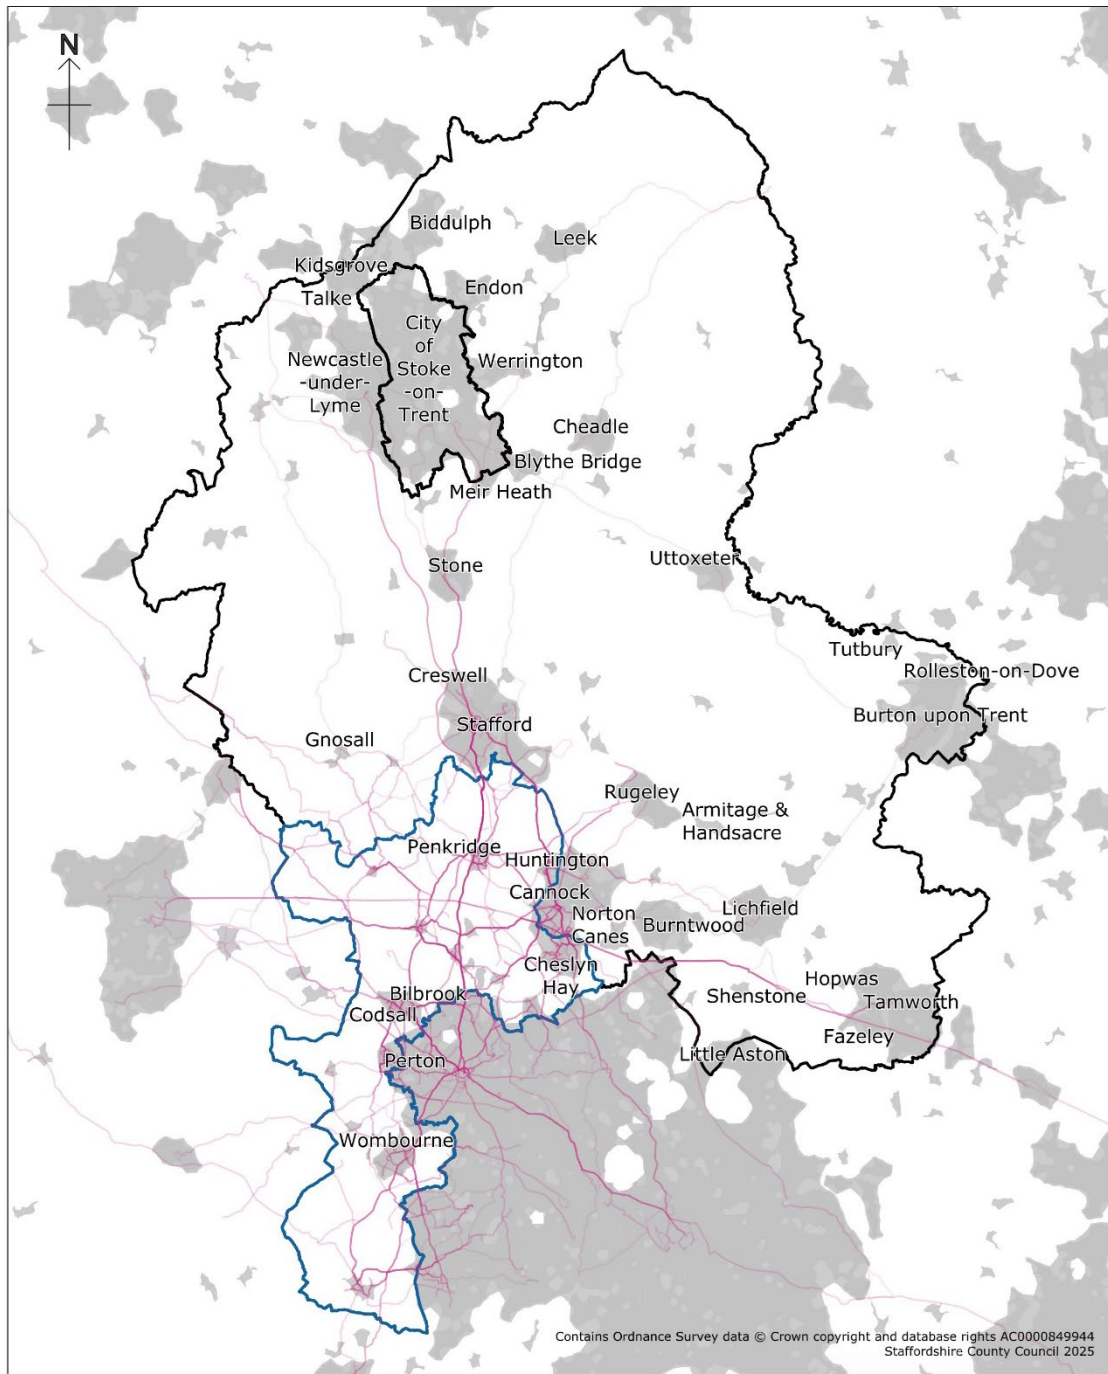 N
Biddulph
Leek
Kidsgrove
Endon
Talke
City
of
Stoke
-on-
Trent
Newcastle
-under-
Lyme
Werrington
Cheadle
Blythe Bridge
Meir Heath
Stone
Uttoxeter
Tutbury
Rolleston-on-Dove
Creswell
Burton upon Trent
Stafford
Gnosall
Rugeley
Armitage &
Handsacre
Penkridge
Huntington
Cannock
Norton
Canes
Lichfield
Burntwood
Cheslyn
Hay
Hopwas
Bilbrook
Shenstone
Tamworth
Codsall
Fazeley
Little Aston
Perton
Wombourne
Contains Ordnance Survey data © Crown copyright and database rights AC0000849944
Staffordshire County Council 2025